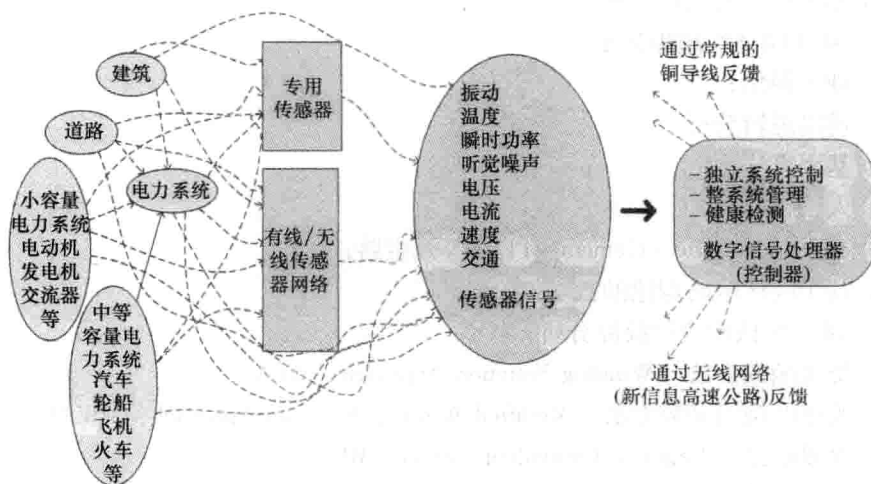 建筑
道路
小容量
电力系统
电动机
发电机
交流器
等
中等
容量电
力系统
汽车
轮船
飞机
火车
等
电力系统
专用
传感器
有线/无
线传感
器网络
振动
温度
瞬时功率
听觉噪声
电压
电流
速度
交通
传感器信号
通过常规的
铜导线反馈
–独立系统控制
–整系统管理
–健康检测
数字信号处理器
(控制器)
通过无线网络
(新信息高速公路)反馈